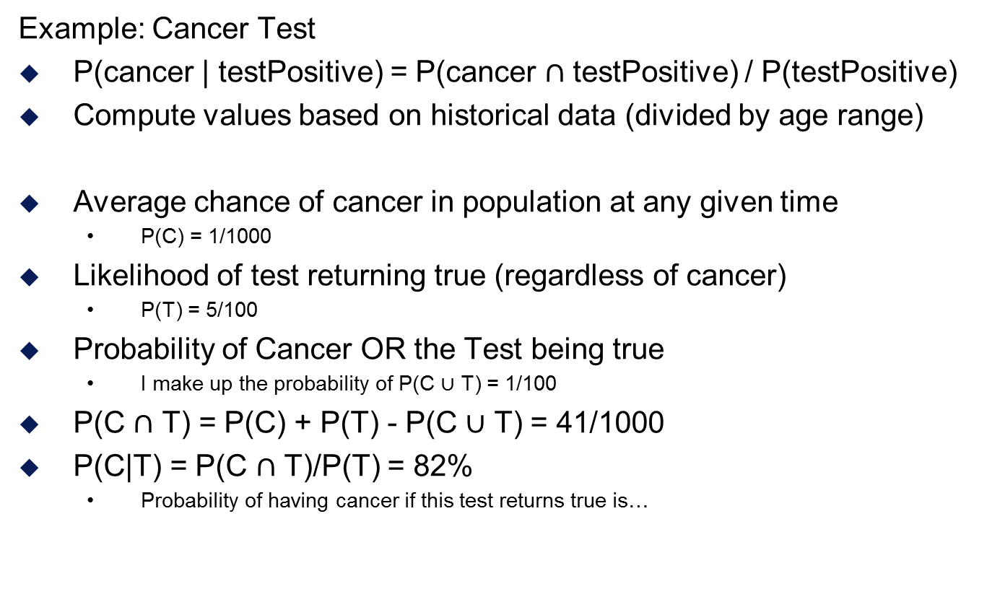 Example: Cancer Test
◆ P(cancer | testPositive) = P(cancer ∩ testPositive) / P(testPositive)
◆ Compute values based on historical data (divided by age range)
◆ Average chance of cancer in population at any given time
• P(C) = 1/1000
◆ Likelihood of test returning true (regardless of cancer)
• P(T) = 5/100
◆ Probability of Cancer OR the Test being true
• I make up the probability of P(C ∪ T) = 1/100
◆ P(C ∩ T) = P(C) + P(T) - P(C ∪ T) = 41/1000
◆ P(C|T) = P(C ∩ T)/P(T) = 82%
• Probability of having cancer if this test returns true is…